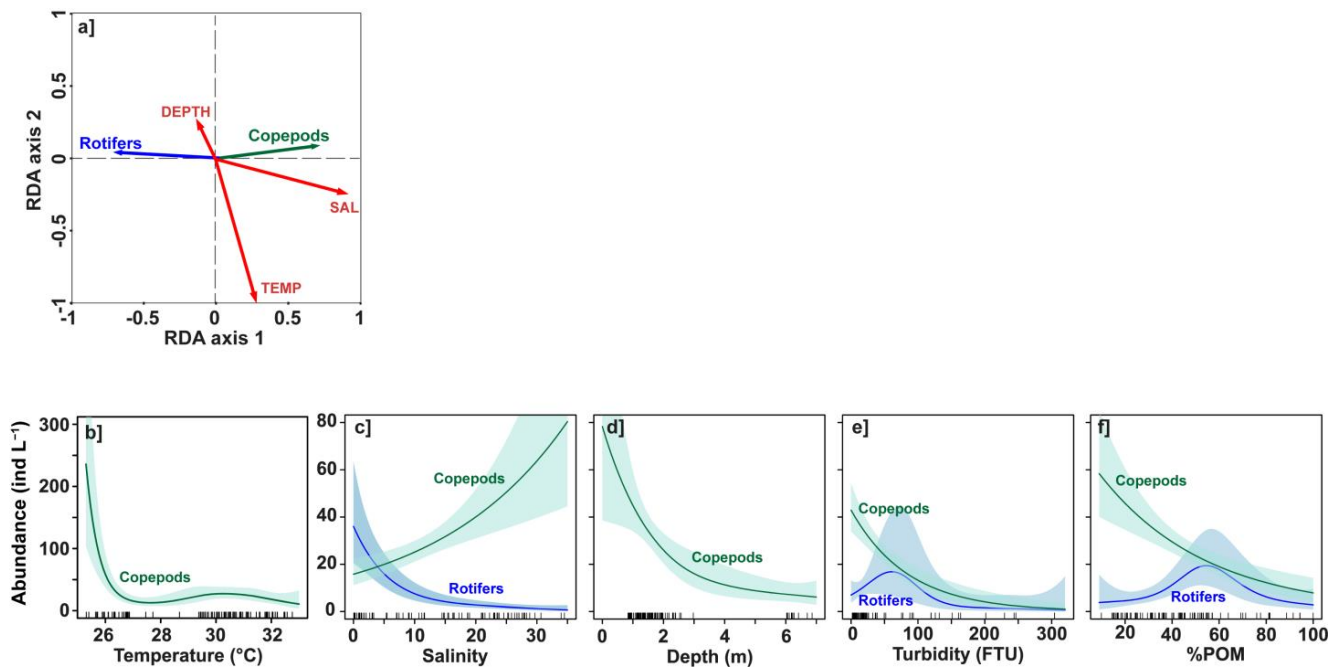 a]
1
0.5
0
-0.5
-1
RDA axis 2
DEPTH
Rotifers
Copepods
SAL
TEMP
-1 -0.5 0 0.5 1
RDA axis 1
Abundance (ind L⁻¹)
b]
300
200
100
0
Copepods
26 28 30 32
Temperature (°C)
c]
80
60
40
20
0
Copepods
Rotifers
0 10 20 30
Salinity
d]
Copepods
0 2 4 6
Depth (m)
e]
Copepods
Rotifers
0 100 200 300
Turbidity (FTU)
f]
Copepods
Rotifers
20 40 60 80 100
%POM